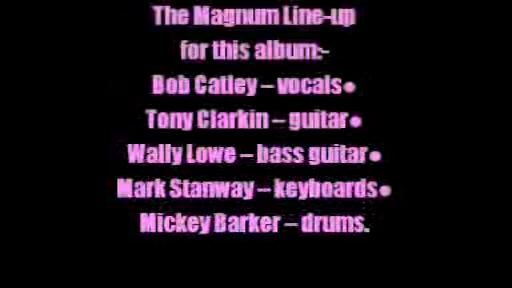 The Magnum Line-up
for this album:-
Bob Catley – vocals•
Tony Clarkin – guitar•
Wally Lowe – bass guitar•
Mark Stanway – keyboards•
Mickey Barker – drums.